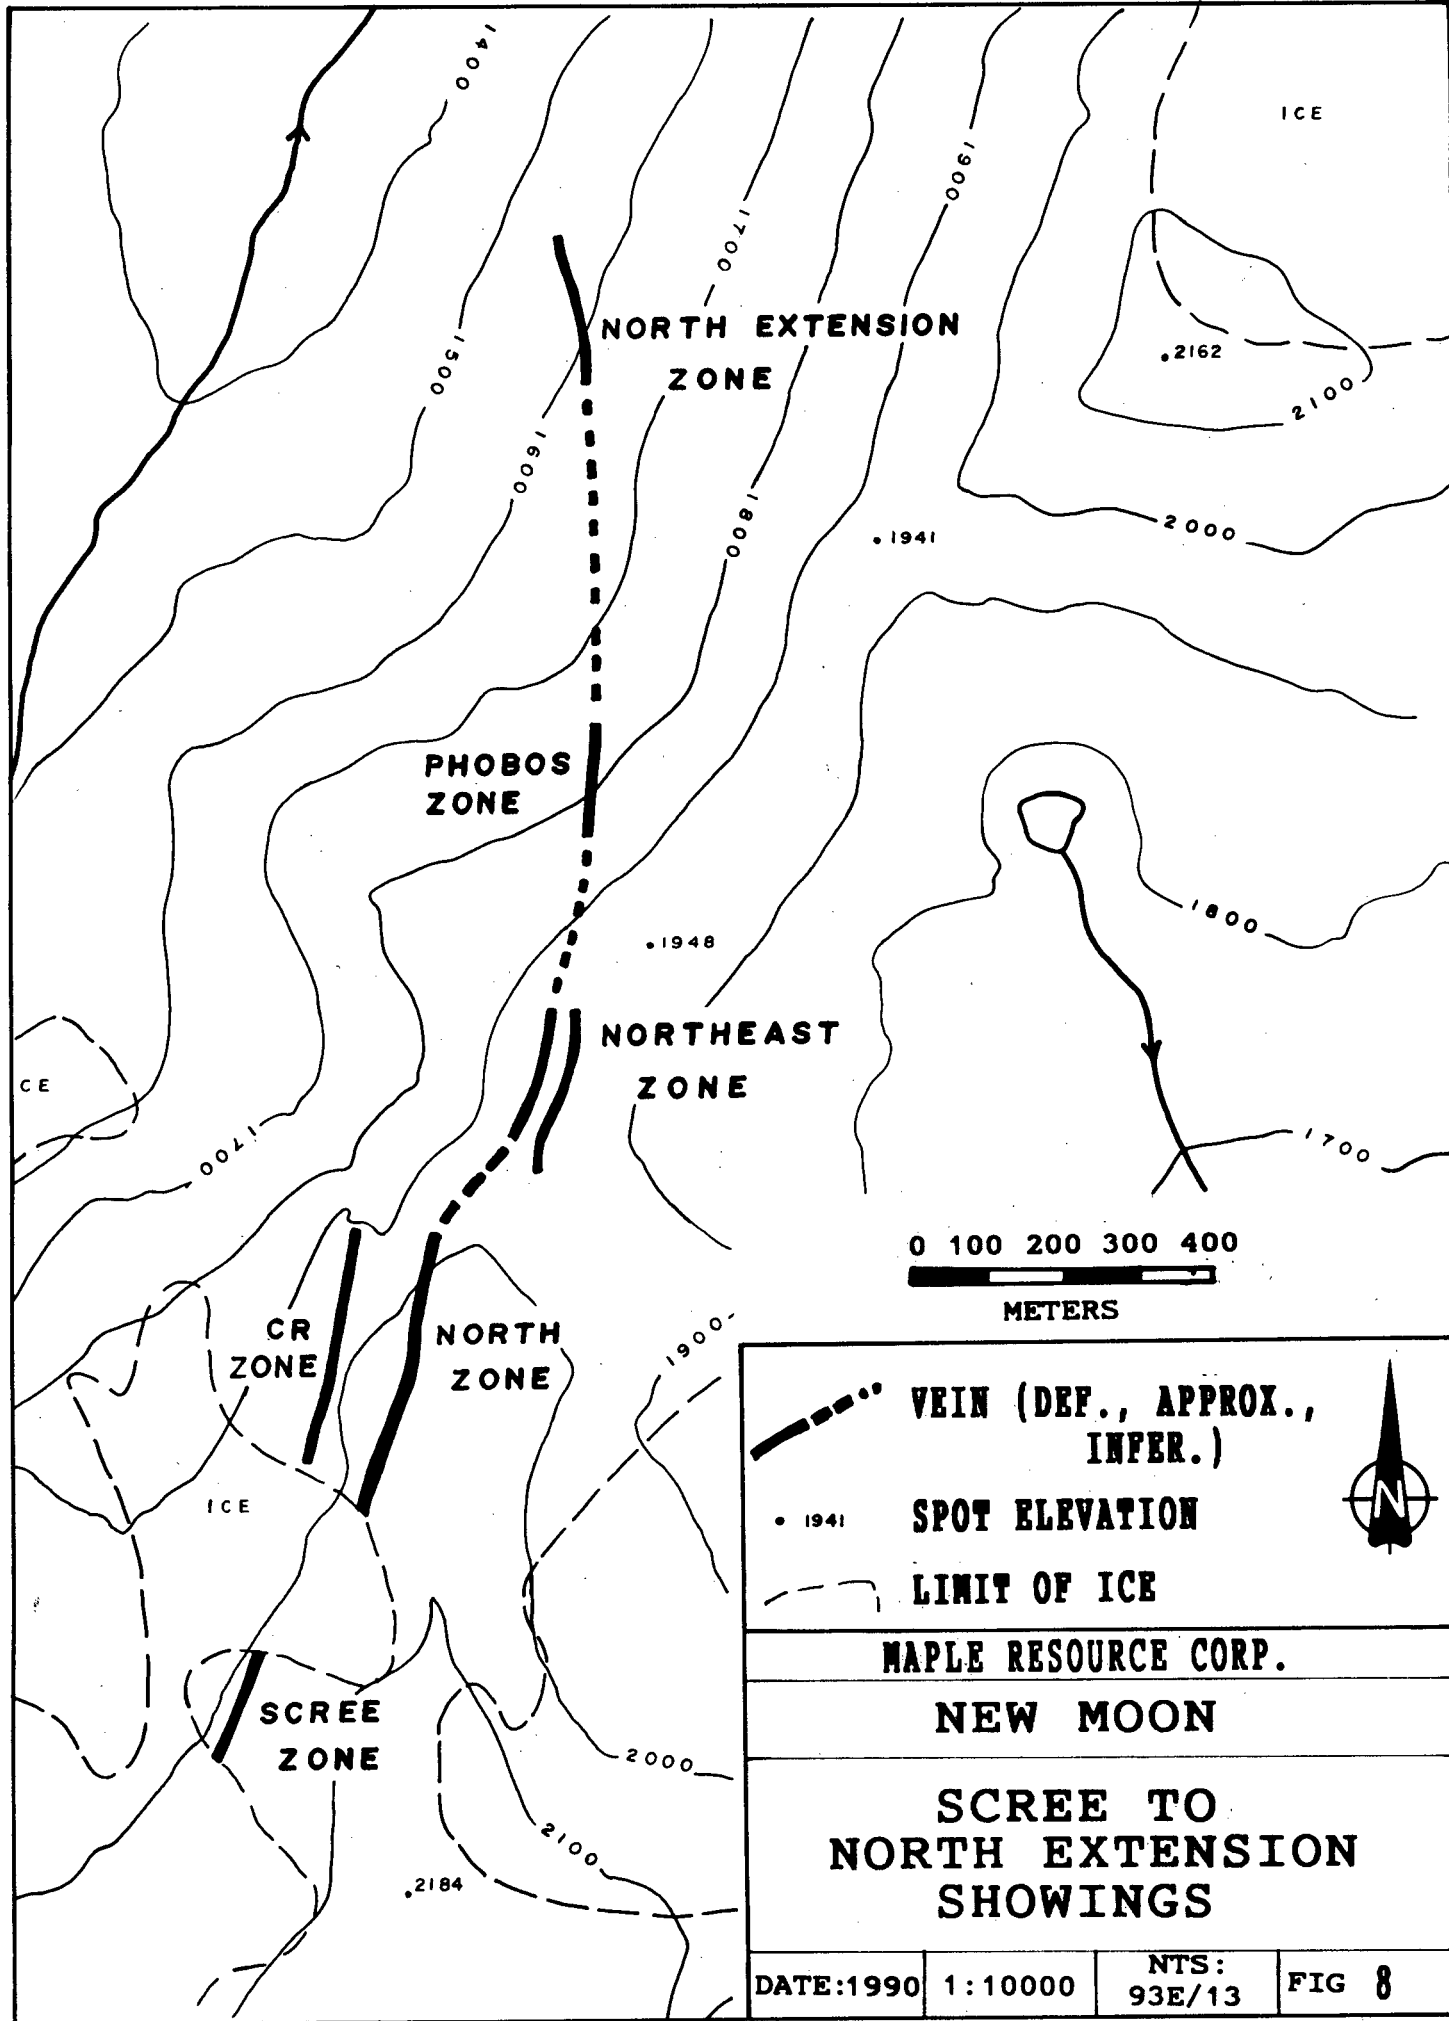 1400
ICE
1900
1700
NORTH EXTENSION
ZONE
1500
2162
2100
1600
1800
2000
1941
PHOBOS
ZONE
1800
1948
NORTHEAST
ZONE
CE
1700
1700
0 100 200 300 400
METERS
CR
ZONE
NORTH
ZONE
1900
ICE
VEIN (DEF., APPROX.,
INFER.)
N
1941
SPOT ELEVATION
LIMIT OF ICE
SCREE
ZONE
2000
2100
2184
MAPLE RESOURCE CORP.
NEW MOON
SCREE TO
NORTH EXTENSION
SHOWINGS
DATE:1990
1:10000
NTS:
93E/13
FIG 8